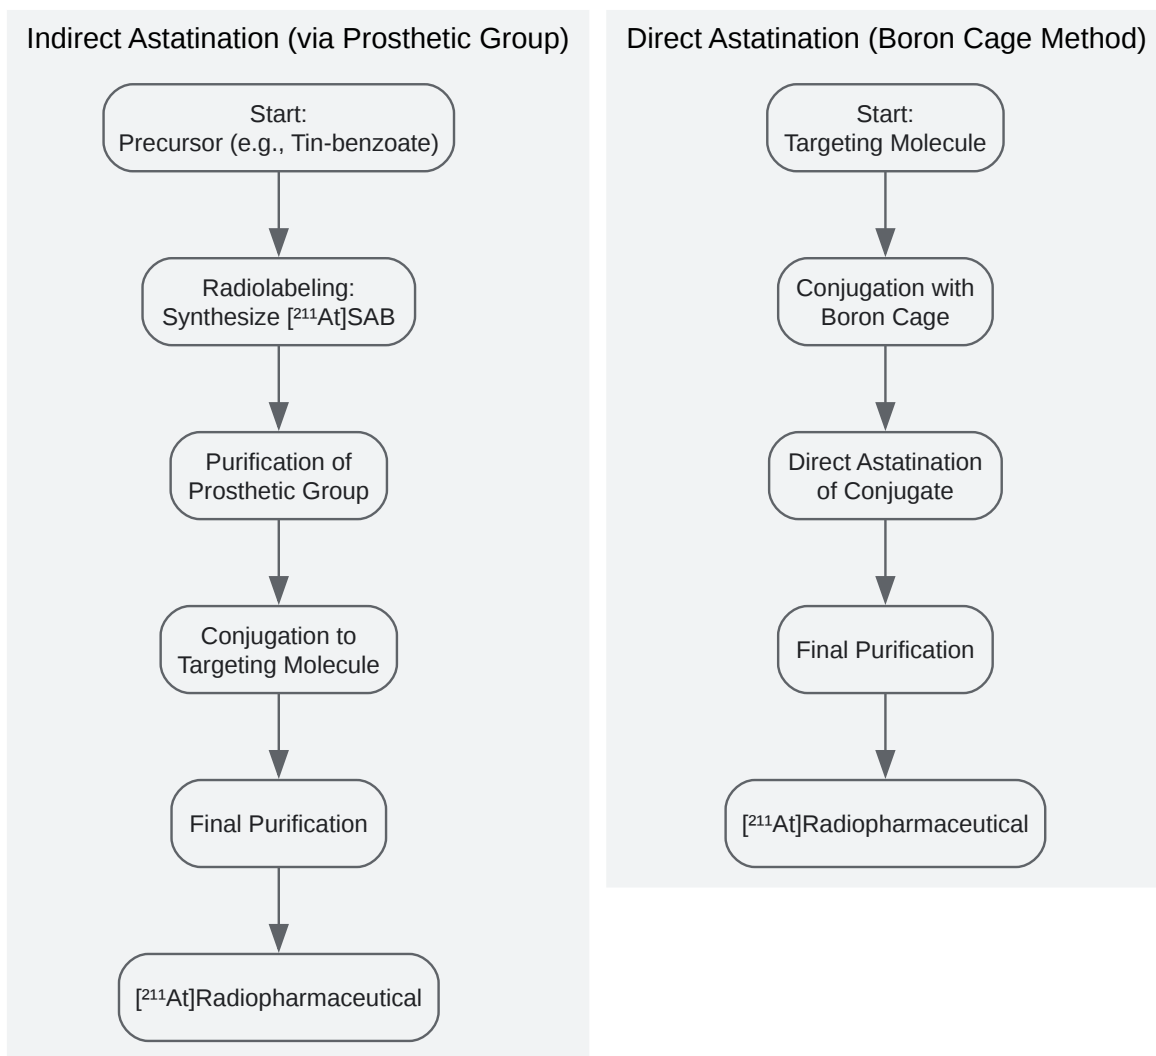 Indirect Astatination (via Prosthetic Group)
Start:
Precursor (e.g., Tin-benzoate)
Radiolabeling:
Synthesize [²¹¹At]SAB
Purification of
Prosthetic Group
Conjugation to
Targeting Molecule
Final Purification
[²¹¹At]Radiopharmaceutical
Direct Astatination (Boron Cage Method)
Start:
Targeting Molecule
Conjugation with
Boron Cage
Direct Astatination
of Conjugate
Final Purification
[²¹¹At]Radiopharmaceutical